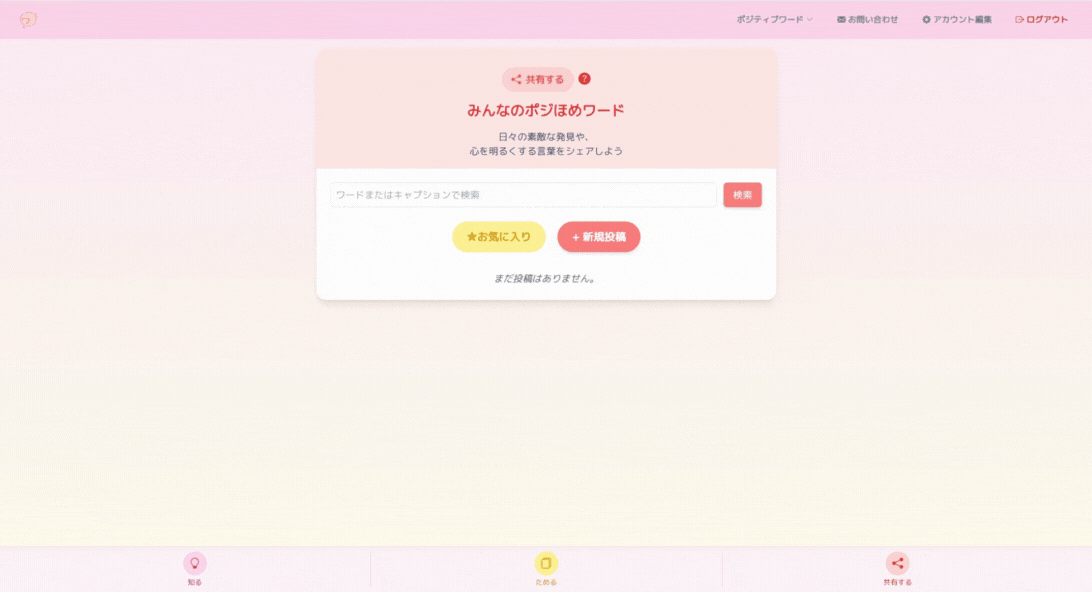 ポジティブワード
お問い合わせ
アカウント編集
ログアウト
共有する
?
みんなのポジほめワード
日々の素敵な発見や、
心を明るくする言葉をシェアしよう
ワードまたはキャプションで検索
検索
★お気に入り
+ 新規投稿
まだ投稿はありません。
知る
ためる
共有する